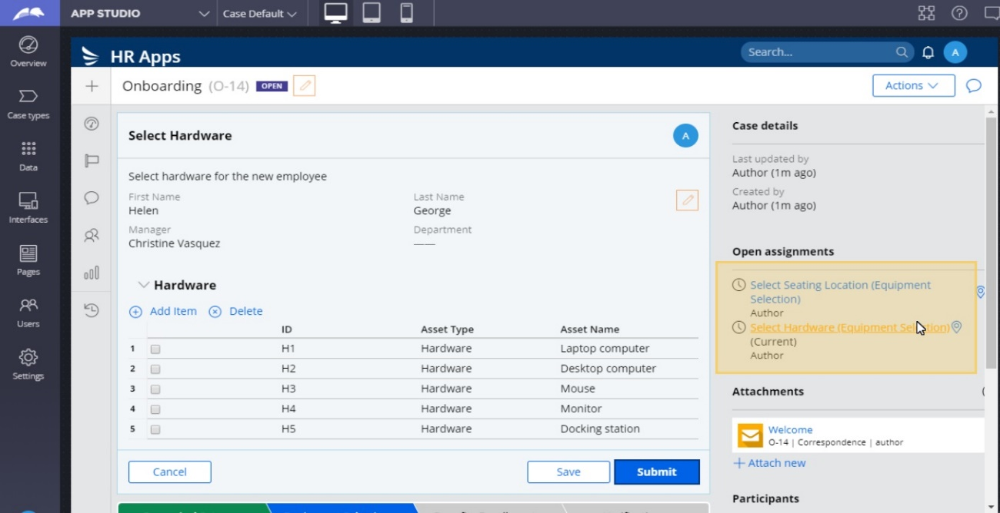 APP STUDIO
Case Default
Overview
Case types
Data
Interfaces
Pages
Users
Settings
HR Apps
Search...
A
Onboarding (O-14) OPEN
Actions
Select Hardware
A
Select hardware for the new employee
First Name
Helen
Last Name
George
Manager
Christine Vasquez
Department
——
Hardware
Add Item Delete
ID Asset Type Asset Name
1 H1 Hardware Laptop computer
2 H2 Hardware Desktop computer
3 H3 Hardware Mouse
4 H4 Hardware Monitor
5 H5 Hardware Docking station
Cancel Save Submit
Case details
Last updated by
Author (1m ago)
Created by
Author (1m ago)
Open assignments
Select Seating Location (Equipment
Selection)
Author
Select Hardware (Equipment Selection)
(Current)
Author
Attachments
Welcome
O-14 | Correspondence | author
+ Attach new
Participants